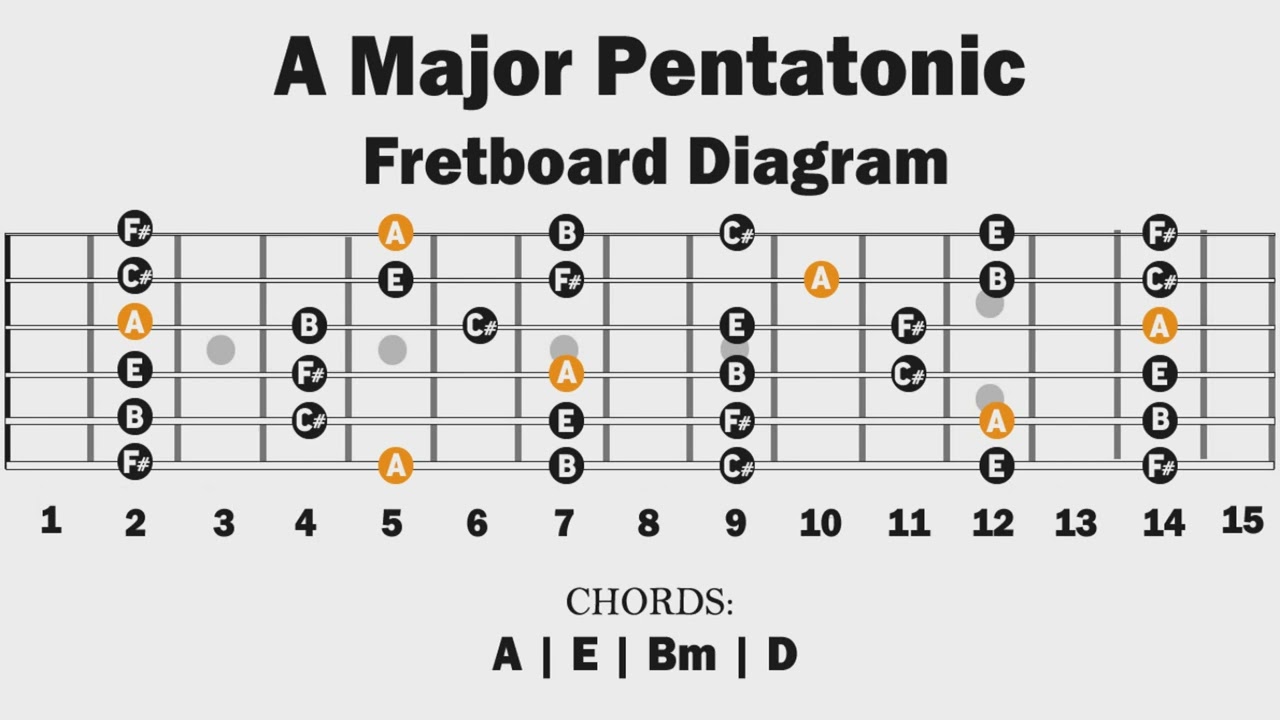 A Major Pentatonic
Fretboard Diagram
F# A B C# E F#
C# E F# A B C#
A B C# E F# A
E F# A B C# E
B C# E F# A B
F# A B C# E F#
1 2 3 4 5 6 7 8 9 10 11 12 13 14 15
CHORDS:
A | E | Bm | D